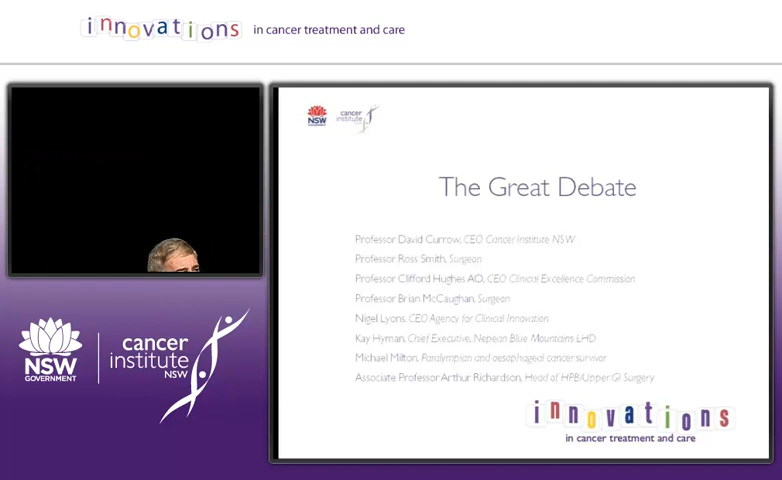 innovations in cancer treatment and care
NSW GOVERNMENT
cancer institute NSW
The Great Debate
Professor David Currow, CEO Cancer Institute NSW
Professor Ross Smith, Surgeon
Professor Clifford Hughes AO, CEO Clinical Excellence Commission
Professor Brian McCaughan, Surgeon
Nigel Lyons, CEO Agency for Clinical Innovation
Kay Hyman, Chief Executive, Nepean Blue Mountains LHD
Michael Milton, Paralympian and oesophageal cancer survivor
Associate Professor Arthur Richardson, Head of HPB/Upper GI Surgery
innovations
in cancer treatment and care
NSW
GOVERNMENT
cancer
institute
NSW